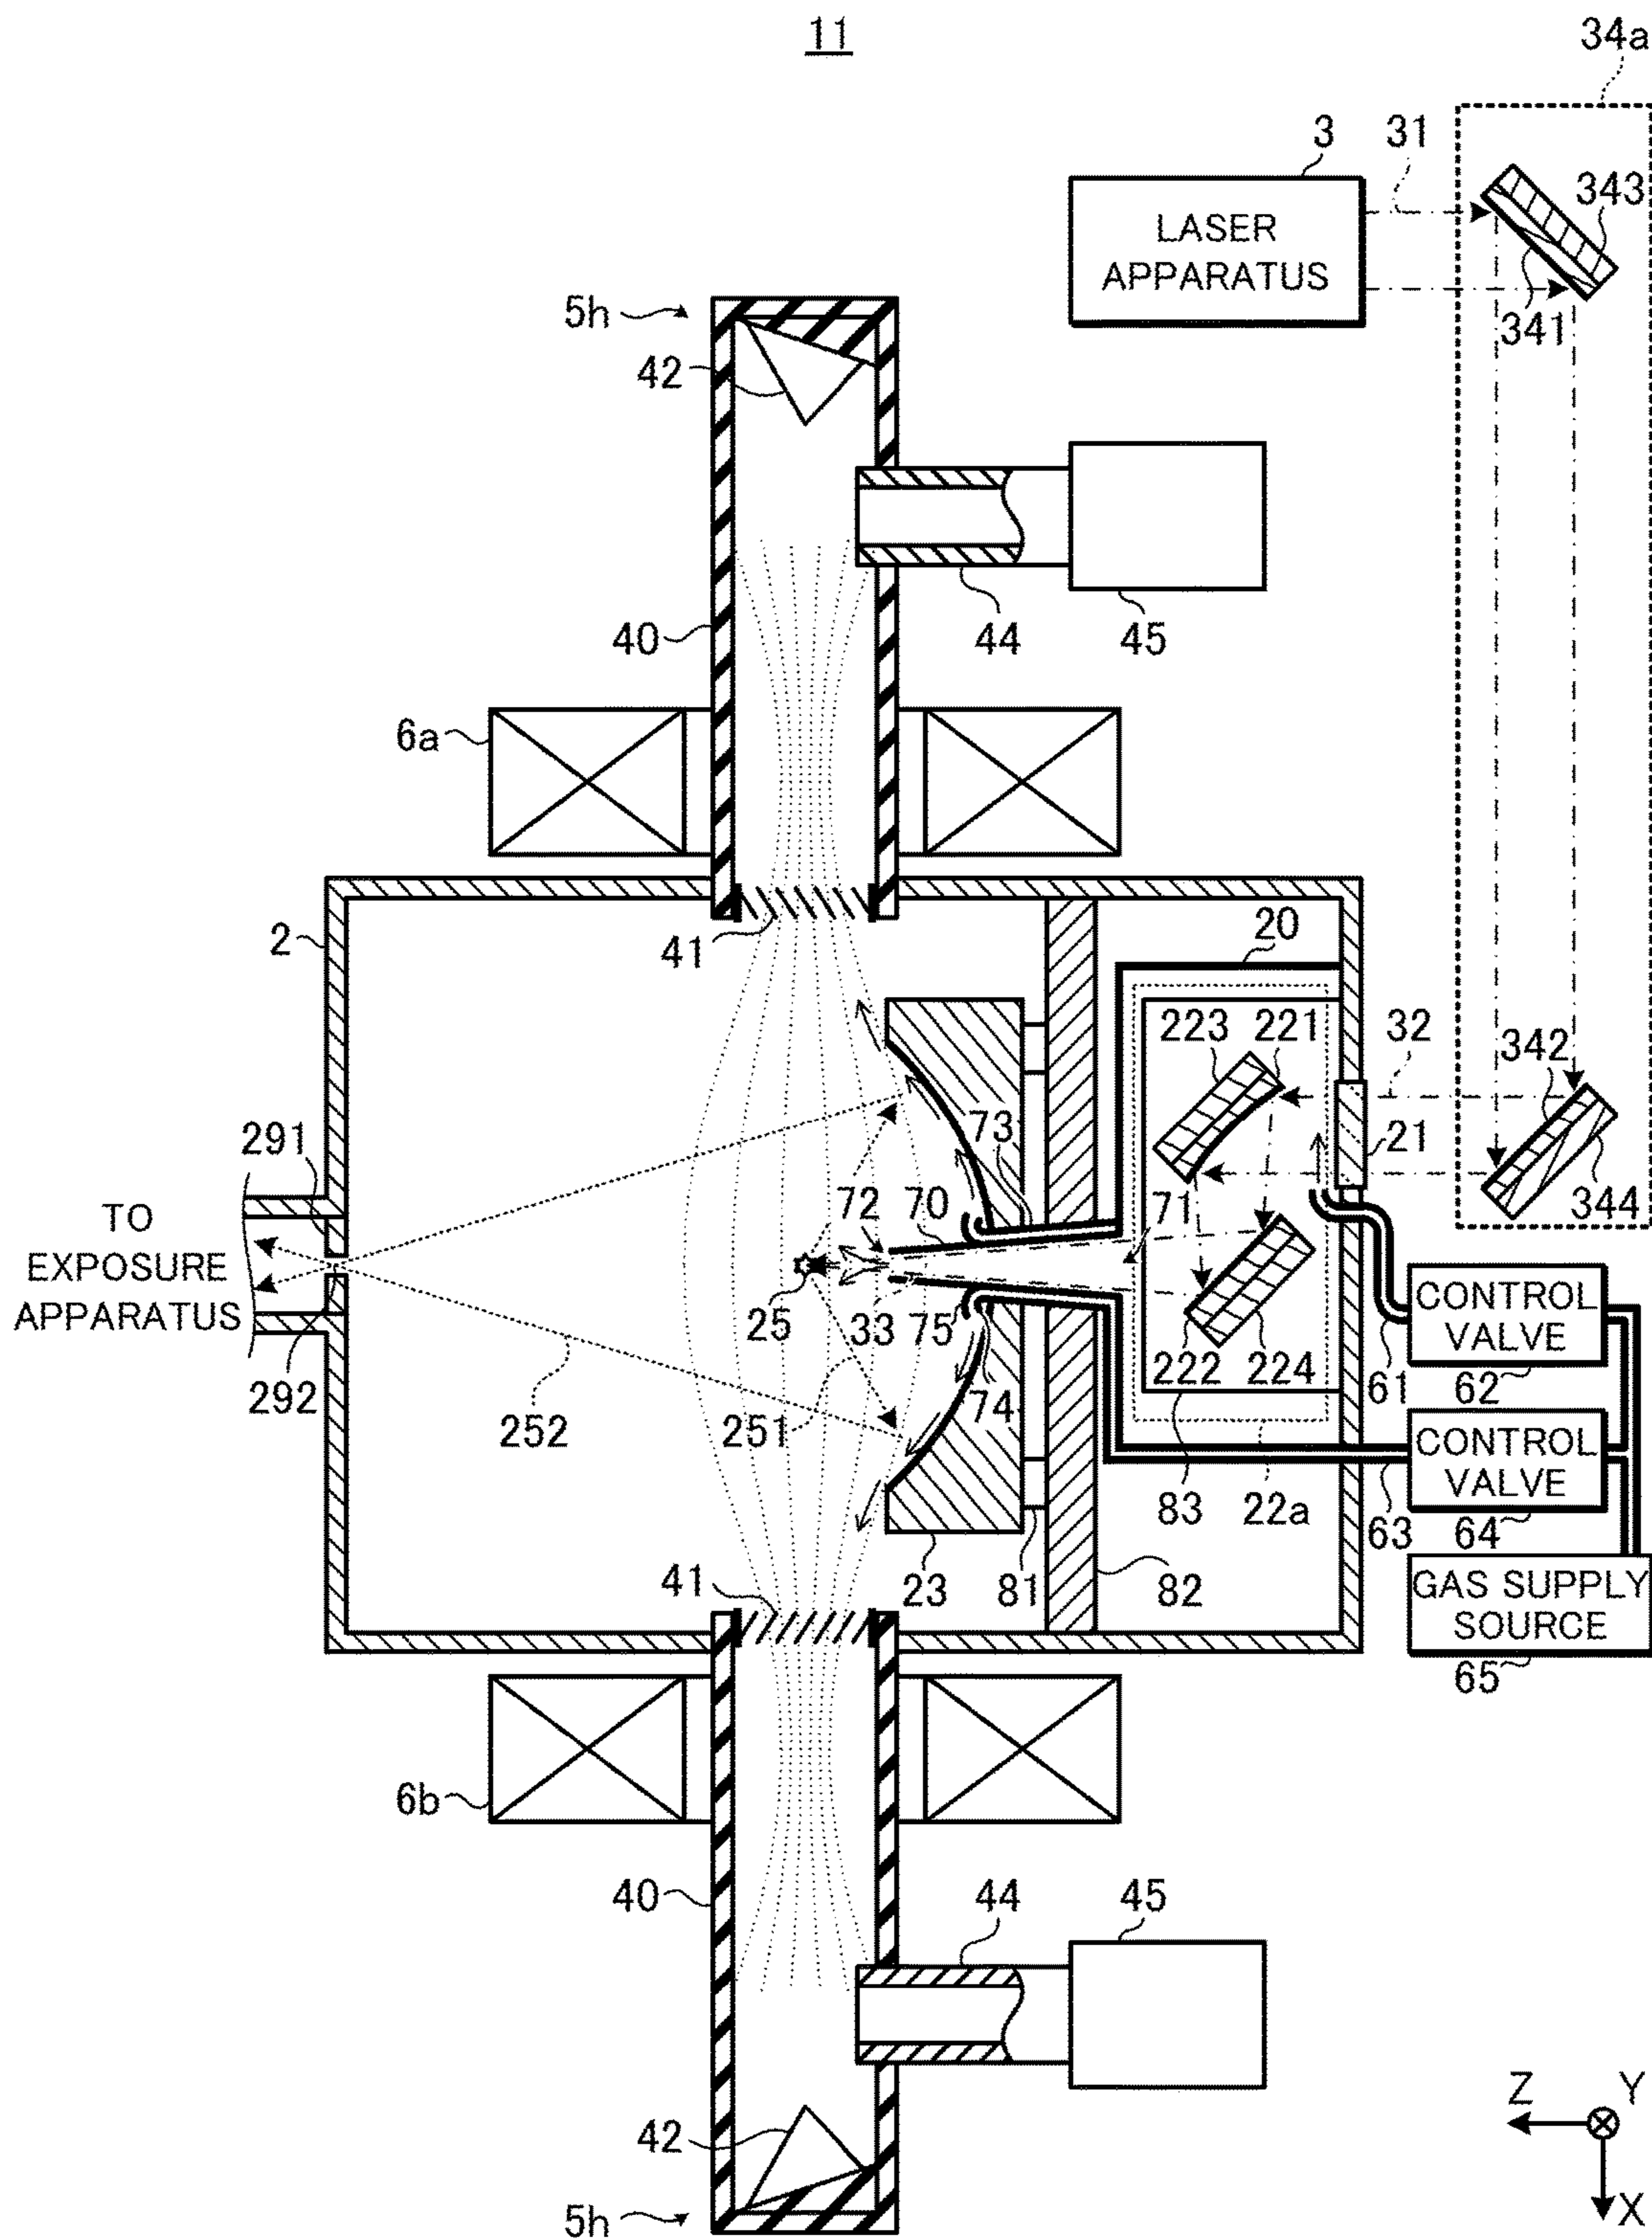 11
34a
3
31
LASER
APPARATUS
343
341
5h
42
40
44
45
6a
2
41
20
223
221
32
342
291
73
21
TO
EXPOSURE
APPARATUS
72
70
71
344
25
33
75
CONTROL
VALVE
292
252
251
74
222
224
61
62
CONTROL
VALVE
83
22a
63
64
41
23
81
82
GAS SUPPLY
SOURCE
65
6b
40
44
45
42
5h
Z
Y
X